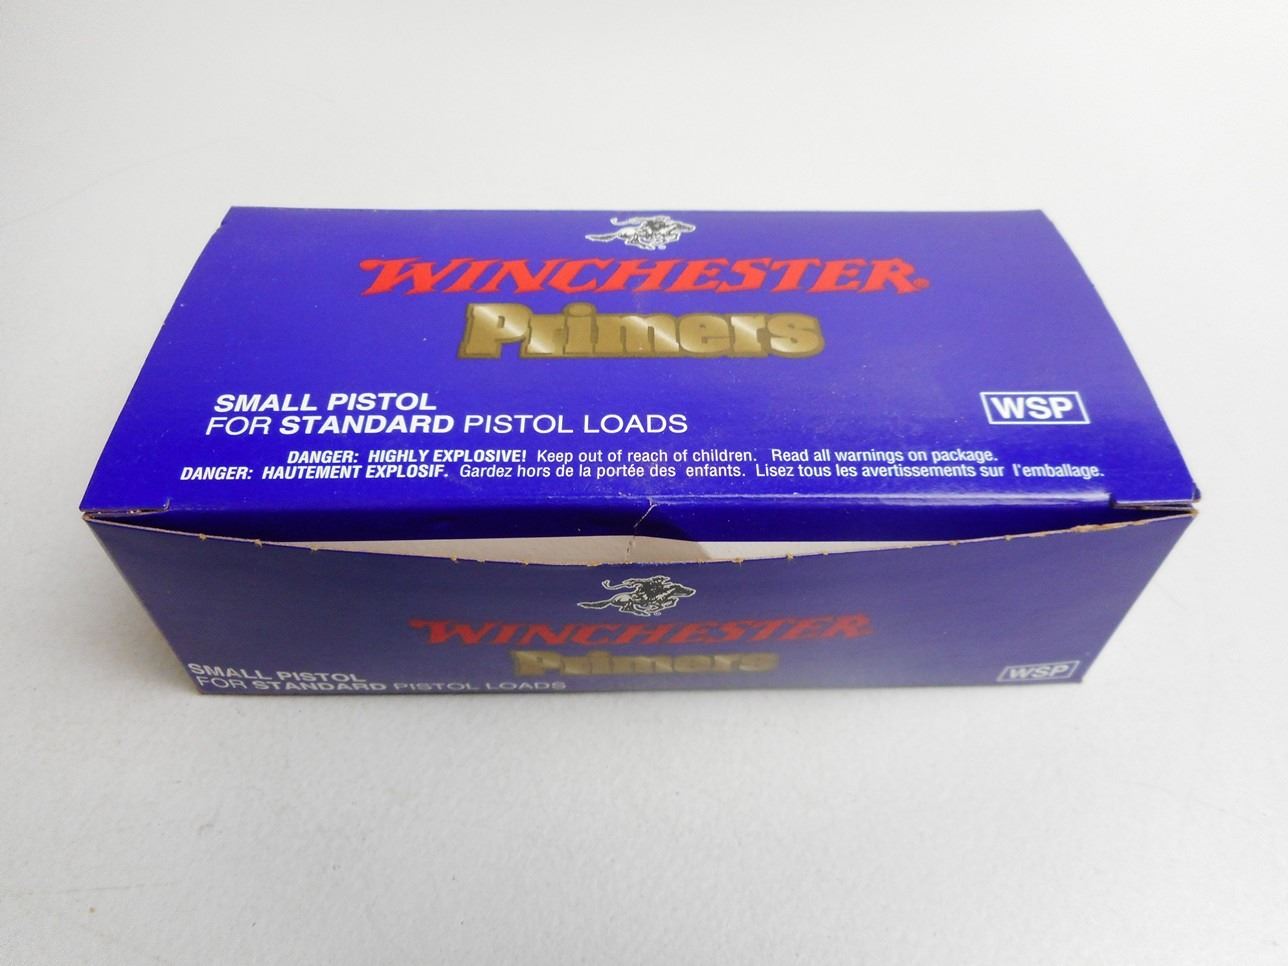 WINCHESTER®
Primers
SMALL PISTOL
FOR STANDARD PISTOL LOADS
WSP
DANGER: HIGHLY EXPLOSIVE! Keep out of reach of children. Read all warnings on package.
DANGER: HAUTEMENT EXPLOSIF. Gardez hors de la portée des enfants. Lisez tous les avertissements sur l'emballage.
WINCHESTER
Primers
SMALL PISTOL
FOR STANDARD PISTOL LOADS
WSP